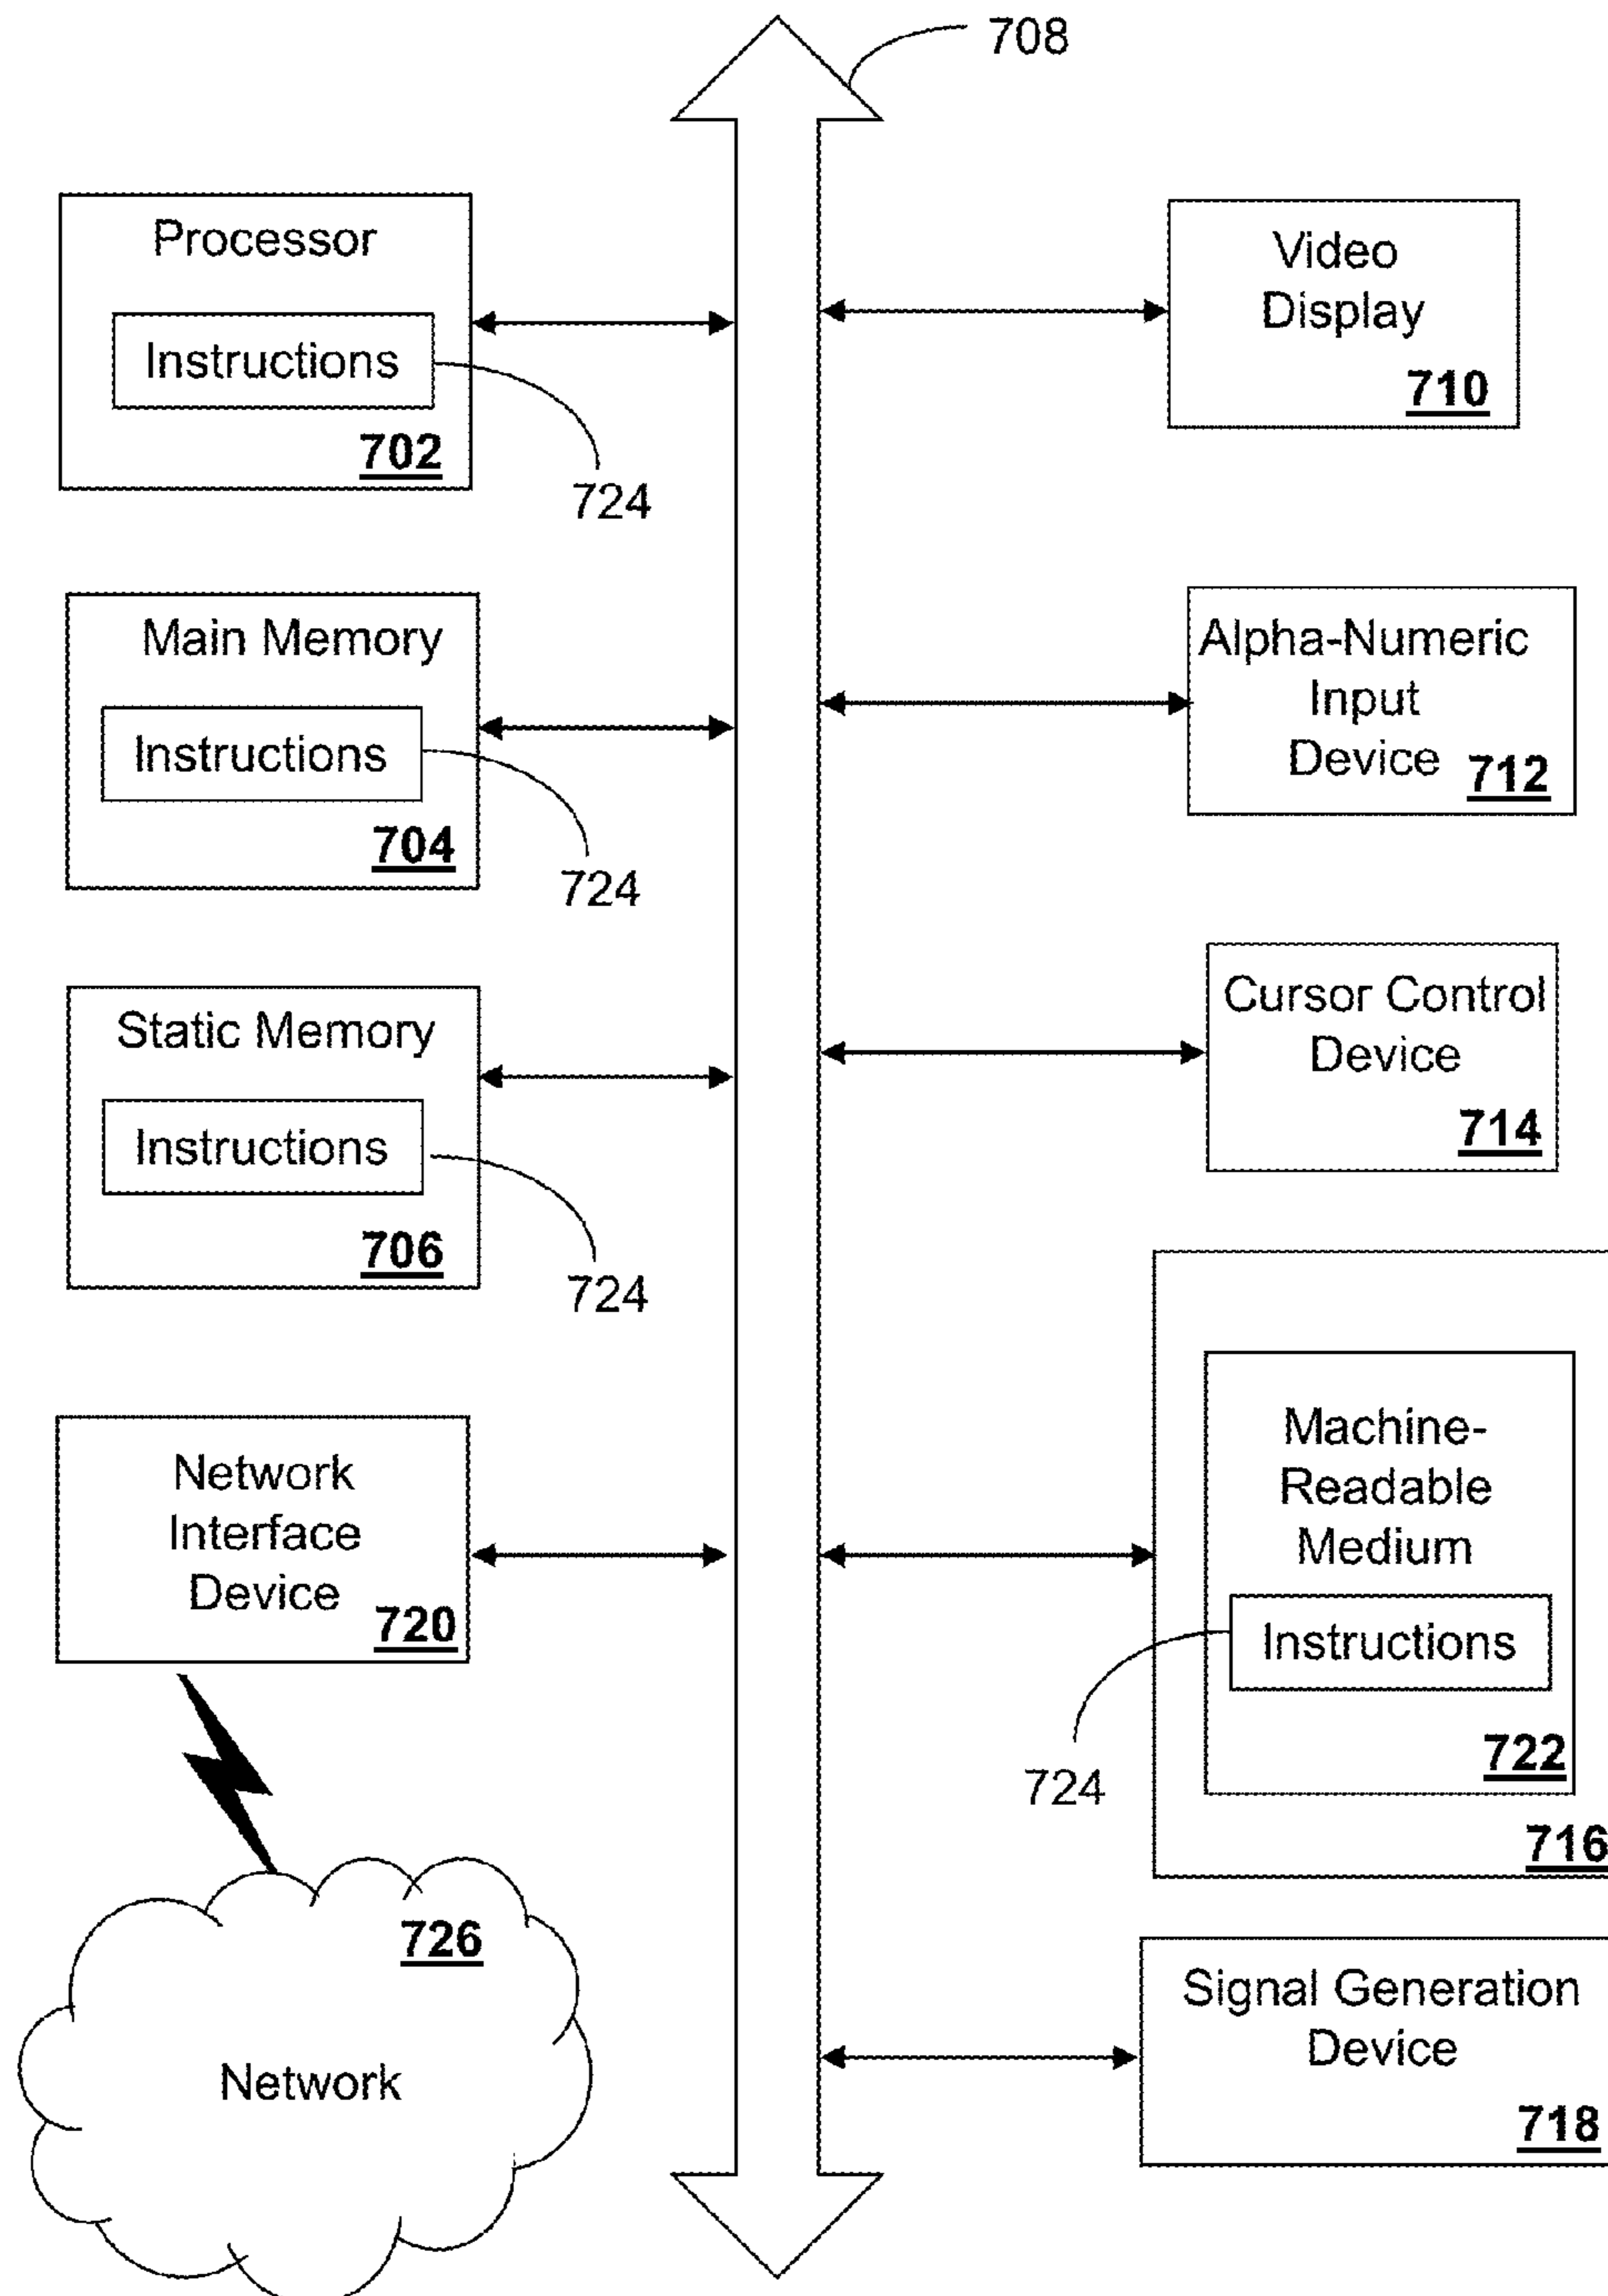 708
Processor
Instructions
702
724
Main Memory
Instructions
704
724
Static Memory
Instructions
706
724
Network
Interface
Device
720
726
Network
Video
Display
710
Alpha-Numeric
Input
Device 712
Cursor Control
Device
714
Machine-
Readable
Medium
Instructions
722
724
716
Signal Generation
Device
718